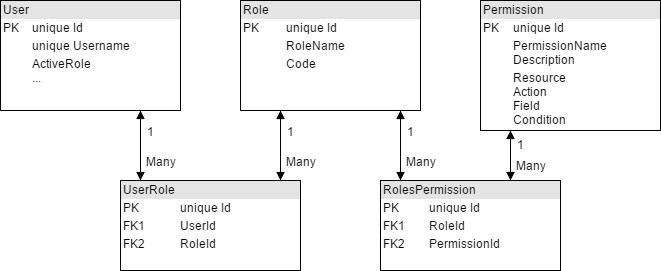 User
PK unique Id
unique Username
ActiveRole
...
Role
PK unique Id
RoleName
Code
Permission
PK unique Id
PermissionName
Description
Resource
Action
Field
Condition
1
Many
1
Many
1
Many
1
Many
UserRole
PK unique Id
FK1 UserId
FK2 RoleId
RolesPermission
PK unique Id
FK1 RoleId
FK2 PermissionId